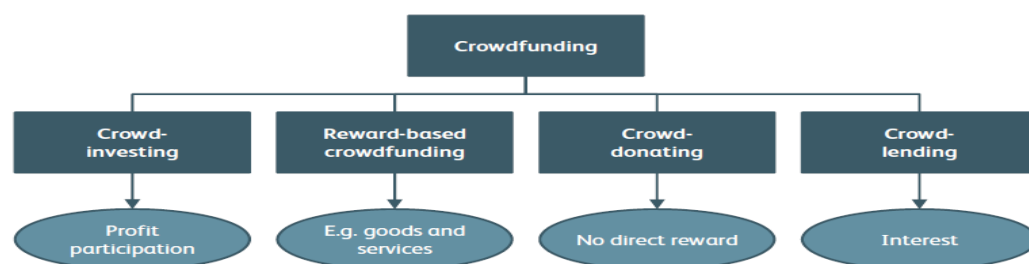 Crowdfunding
Crowd-
investing
Reward-based
crowdfunding
Crowd-
donating
Crowd-
lending
Profit
participation
E.g. goods and
services
No direct reward
Interest